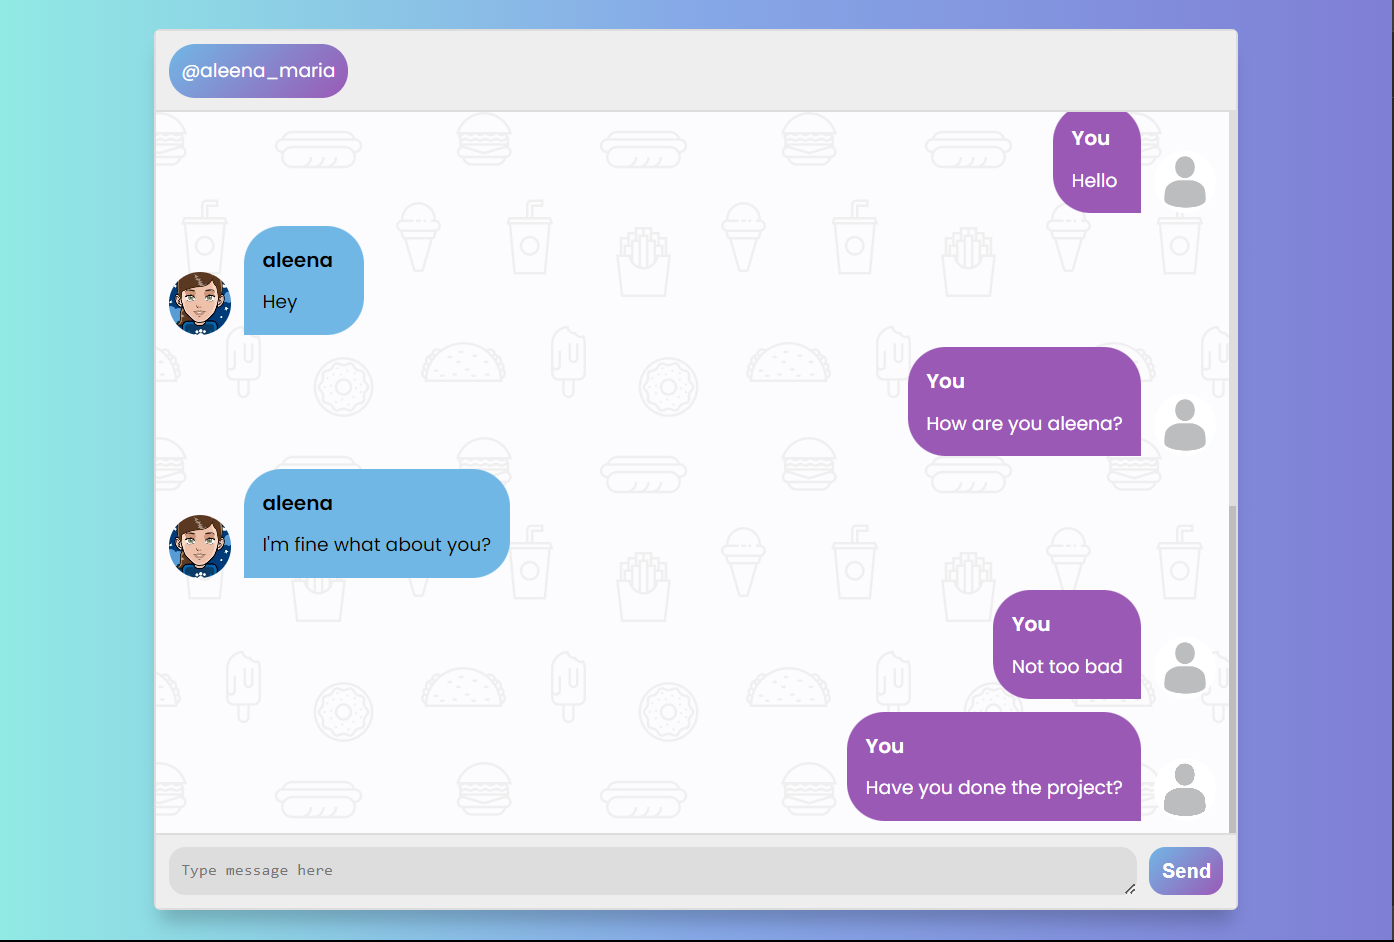 @aleena_maria
You
Hello
aleena
Hey
You
How are you aleena?
aleena
I'm fine what about you?
You
Not too bad
You
Have you done the project?
Type message here
Send